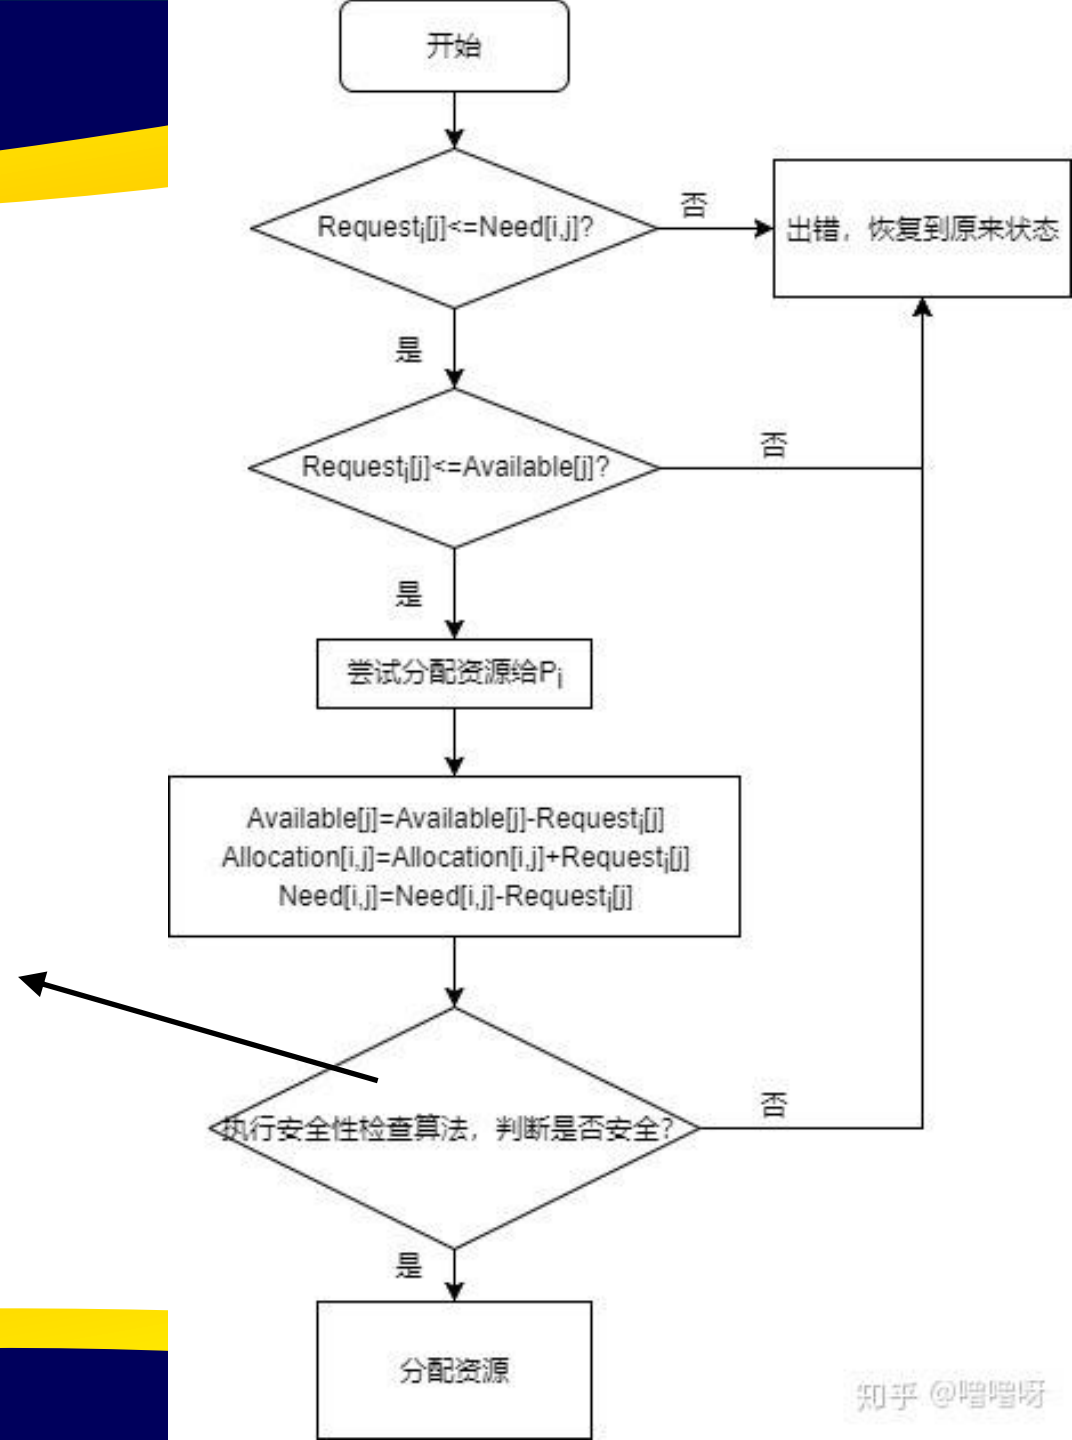 开始
Requesti[j]<=Need[i,j]?
否
出错，恢复到原来状态
是
Requesti[j]<=Available[j]?
否
是
尝试分配资源给Pi
Available[j]=Available[j]-Requesti[j]
Allocation[i,j]=Allocation[i,j]+Requesti[j]
Need[i,j]=Need[i,j]-Requesti[j]
执行安全性检查算法，判断是否安全?
否
是
分配资源
知乎 @噜噜呀